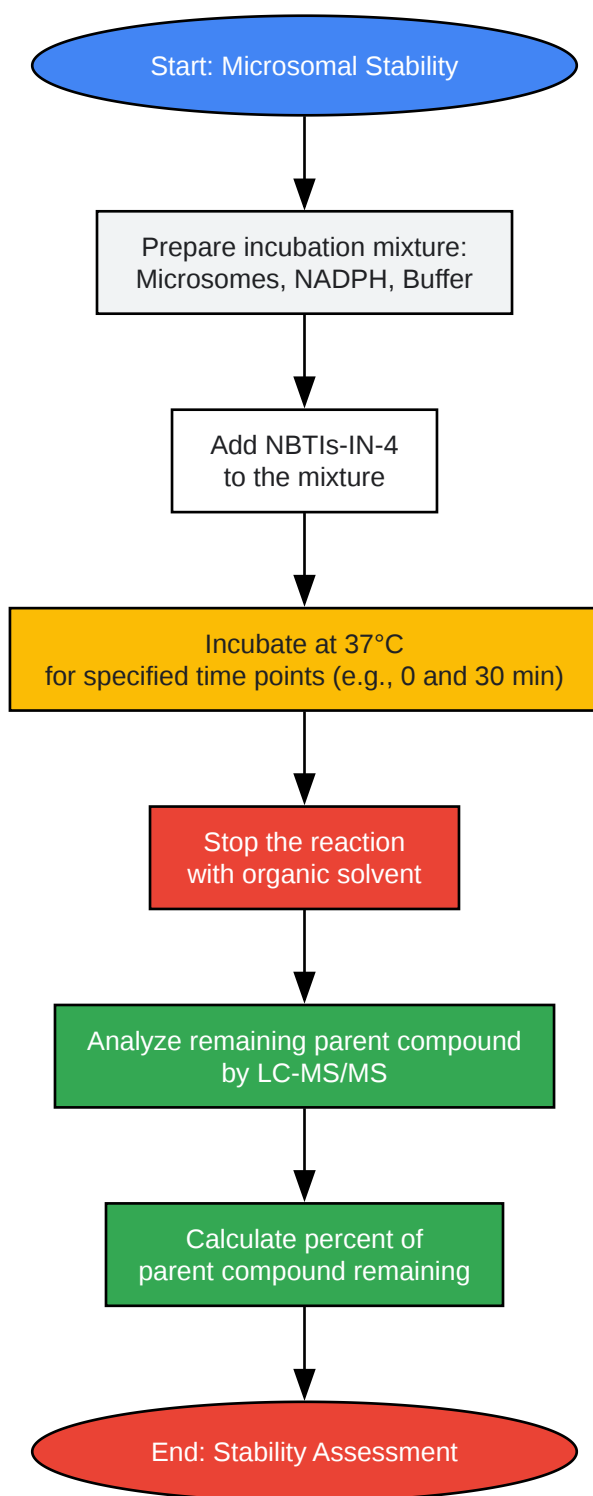 Start: Microsomal Stability
Prepare incubation mixture:
Microsomes, NADPH, Buffer
Add NBTIs-IN-4
to the mixture
Incubate at 37°C
for specified time points (e.g., 0 and 30 min)
Stop the reaction
with organic solvent
Analyze remaining parent compound
by LC-MS/MS
Calculate percent of
parent compound remaining
End: Stability Assessment